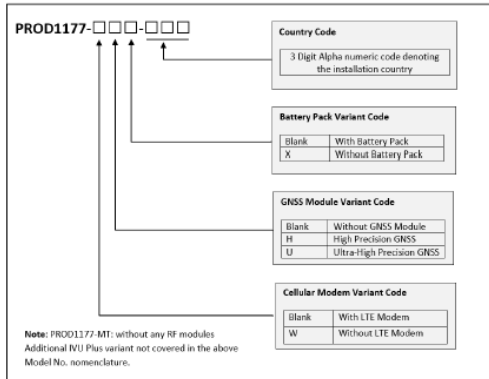 PROD1177-□□□-□□□
Country Code
3 Digit Alpha numeric code denoting
the installation country
Battery Pack Variant Code
Blank With Battery Pack
X Without Battery Pack
GNSS Module Variant Code
Blank Without GNSS Module
H High Precision GNSS
U Ultra-High Precision GNSS
Cellular Modem Variant Code
Blank With LTE Modem
W Without LTE Modem
Note: PROD1177-MT: without any RF modules
Additional IVU Plus variant not covered in the above
Model No. nomenclature.